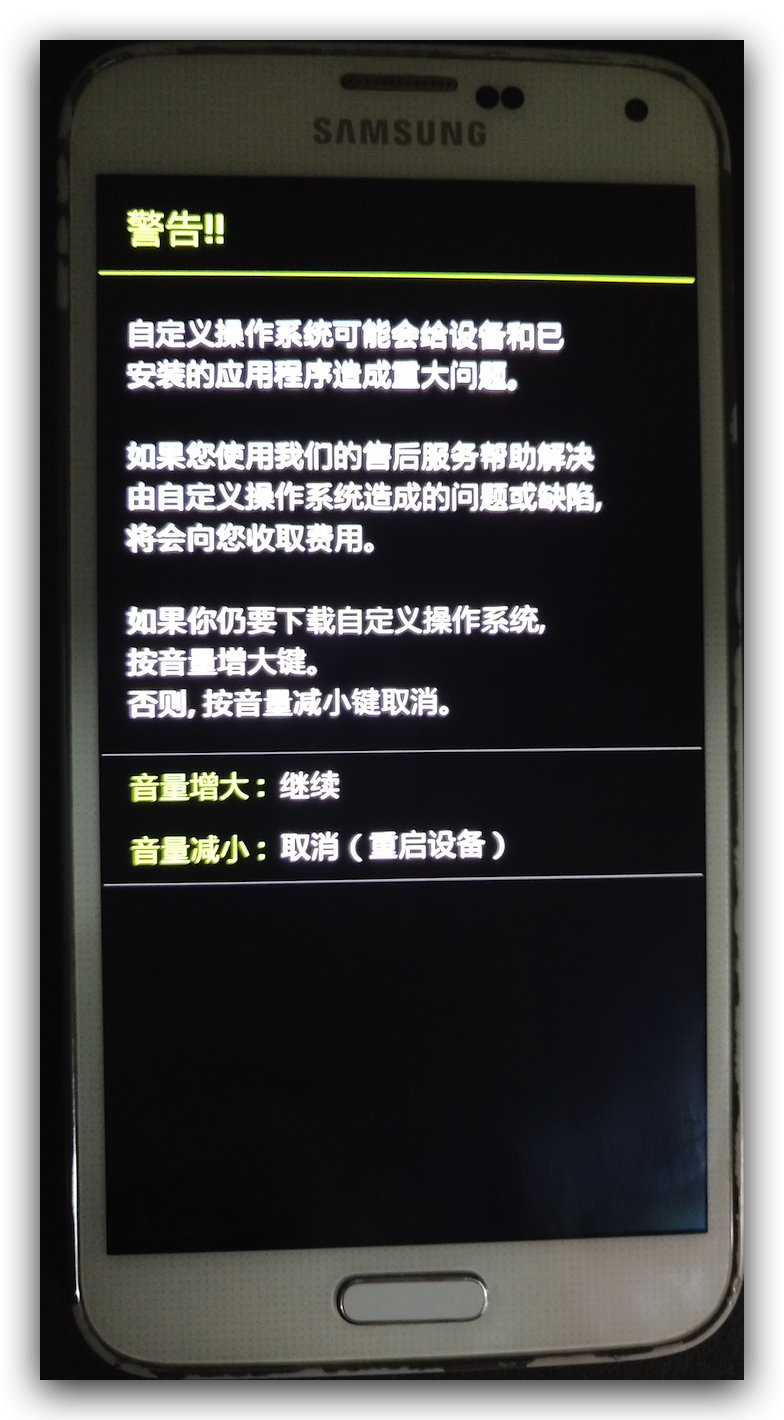 SAMSUNG
警告!!
自定义操作系统可能会给设备和已
安装的应用程序造成重大问题。
如果您使用我们的售后服务帮助解决
由自定义操作系统造成的问题或缺陷,
将会向您收取费用。
如果你仍要下载自定义操作系统,
按音量增大键。
否则, 按音量减小键取消。
音量增大：继续
音量减小：取消（重启设备）